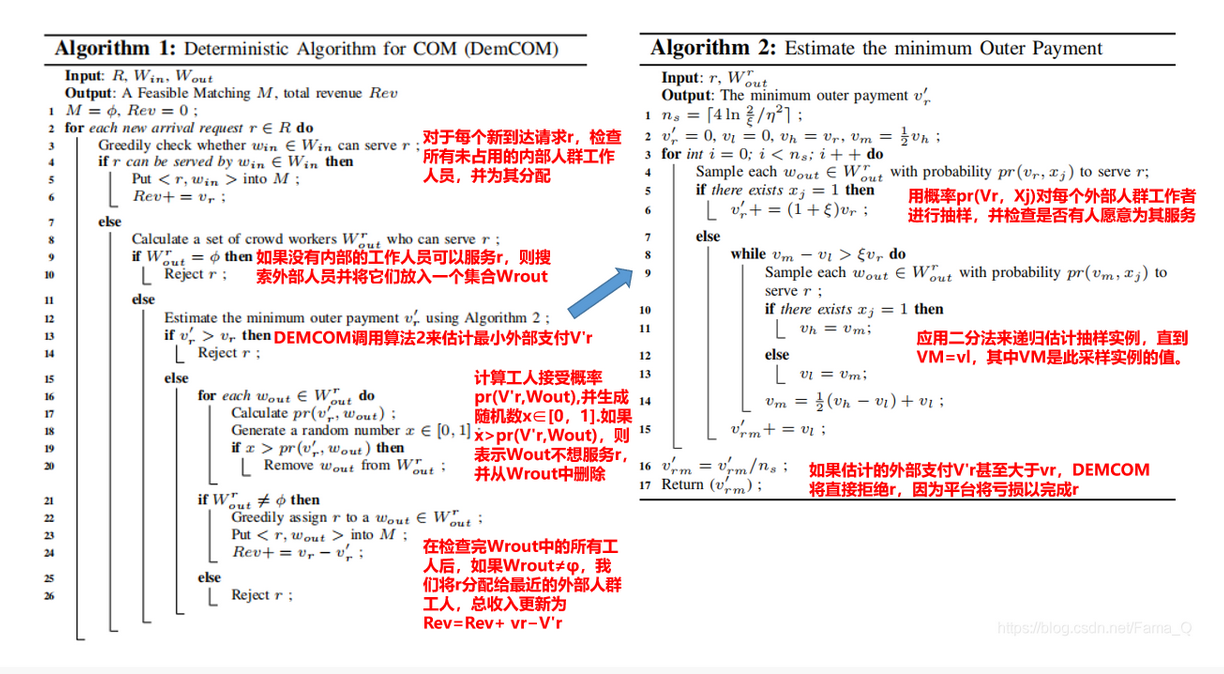 Algorithm 1: Deterministic Algorithm for COM (DemCOM)
Input: R, W_in, W_out
Output: A Feasible Matching M, total revenue Rev
1 M = ϕ, Rev = 0 ;
2 for each new arrival request r ∈ R do
3 Greedily check whether w_in ∈ W_in can serve r ;
4 if r can be served by w_in ∈ W_in then
5 Put < r, w_in > into M ;
6 Rev+ = v_r ;
7 else
8 Calculate a set of crowd workers W^r_out who can serve r ;
9 if W^r_out = ϕ then
10 Reject r ;
11 else
12 Estimate the minimum outer payment v′_r using Algorithm 2 ;
13 if v′_r > v_r then
14 Reject r ;
15 else
16 for each w_out ∈ W^r_out do
17 Calculate pr(v′_r, w_out) ;
18 Generate a random number x ∈ [0, 1] ;
19 if x > pr(v′_r, w_out) then
20 Remove w_out from W^r_out ;
21 if W^r_out ≠ ϕ then
22 Greedily assign r to a w_out ∈ W^r_out ;
23 Put < r, w_out > into M ;
24 Rev+ = v_r − v′_r ;
25 else
26 Reject r ;
对于每个新到达请求r，检查
所有未占用的内部人群工作
人员，并为其分配
如果没有内部的工作人员可以服务r，则搜
索外部人员并将它们放入一个集合Wrout
DEMCOM调用算法2来估计最小外部支付V'r
计算工人接受概率
pr(V'r,Wout),并生成
随机数x∈[0，1].如果
x>pr(V'r,Wout)，则
表示Wout不想服务r，
并从Wrout中删除
在检查完Wrout中的所有工
人后，如果Wrout≠φ，我
们将r分配给最近的外部人群
工人，总收入更新为
Rev=Rev+ vr−V'r
Algorithm 2: Estimate the minimum Outer Payment
Input: r, W^r_out
Output: The minimum outer payment v′_r
1 n_s = ⌈4 ln 2/ξ /η²⌉ ;
2 v′_r = 0, v_l = 0, v_h = v_r, v_m = ½v_h ;
3 for int i = 0; i < n_s; i + + do
4 Sample each w_out ∈ W^r_out with probability pr(v_r, x_j) to serve r;
5 if there exists x_j = 1 then
6 v′_r+ = (1 + ξ)v_r ;
7 else
8 while v_m − v_l > ξv_r do
9 Sample each w_out ∈ W^r_out with probability pr(v_m, x_j) to
serve r ;
10 if there exists x_j = 1 then
11 v_h = v_m;
12 else
13 v_l = v_m;
14 v_m = ½(v_h − v_l) + v_l ;
15 v′_rm+ = v_l ;
16 v′_rm = v′_rm/n_s ;
17 Return (v′_rm) ;
用概率pr(Vr，Xj)对每个外部人群工作者
进行抽样，并检查是否有人愿意为其服务
应用二分法来递归估计抽样实例，直到
VM=vl，其中VM是此采样实例的值。
如果估计的外部支付V'r甚至大于vr，DEMCOM
将直接拒绝r，因为平台将亏损以完成r
https://blog.csdn.net/Fama_Q